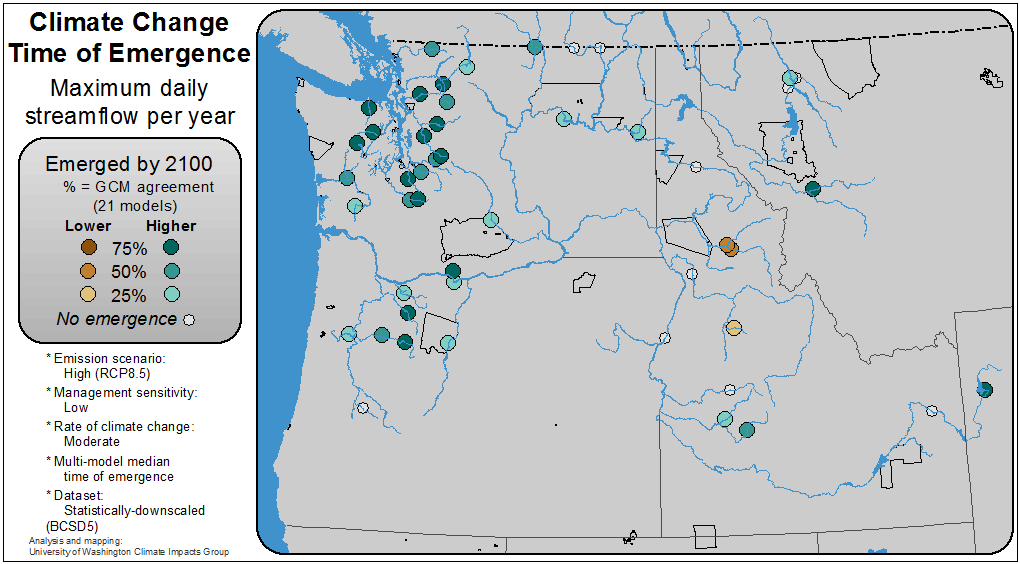 Climate Change
Time of Emergence
Maximum daily
streamflow per year
Emerged by 2100
% = GCM agreement
(21 models)
Lower Higher
75%
50%
25%
No emergence
* Emission scenario:
High (RCP8.5)
* Management sensitivity:
Low
* Rate of climate change:
Moderate
* Multi-model median
time of emergence
* Dataset:
Statistically-downscaled
(BCSD5)
Analysis and mapping:
University of Washington Climate Impacts Group